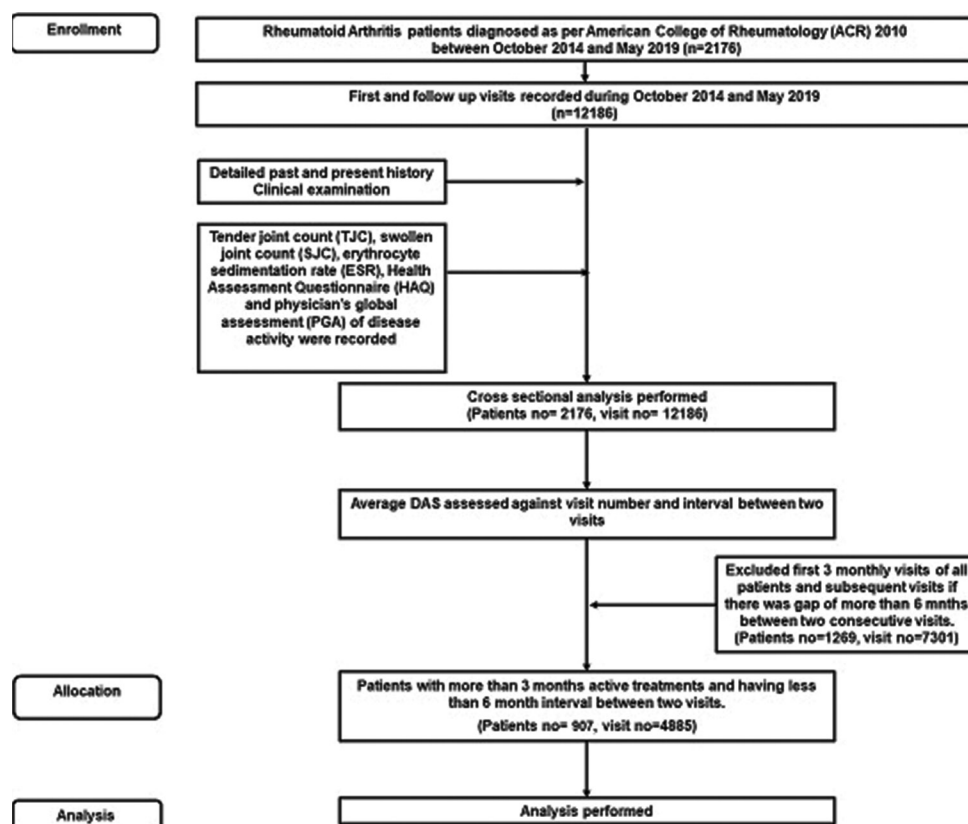 Enrollment
Rheumatoid Arthritis patients diagnosed as per American College of Rheumatology (ACR) 2010
between October 2014 and May 2019 (n=2176)
First and follow up visits recorded during October 2014 and May 2019
(n=12186)
Detailed past and present history
Clinical examination
Tender joint count (TJC), swollen
joint count (SJC), erythrocyte
sedimentation rate (ESR), Health
Assessment Questionnaire (HAQ)
and physician's global
assessment (PGA) of disease
activity were recorded
Cross sectional analysis performed
(Patients no= 2176, visit no= 12186)
Average DAS assessed against visit number and interval between two
visits
Excluded first 3 monthly visits of all
patients and subsequent visits if
there was gap of more than 6 mnths
between two consecutive visits.
(Patients no=1269, visit no=7301)
Allocation
Patients with more than 3 months active treatments and having less
than 6 month interval between two visits.
(Patients no= 907, visit no=4885)
Analysis
Analysis performed